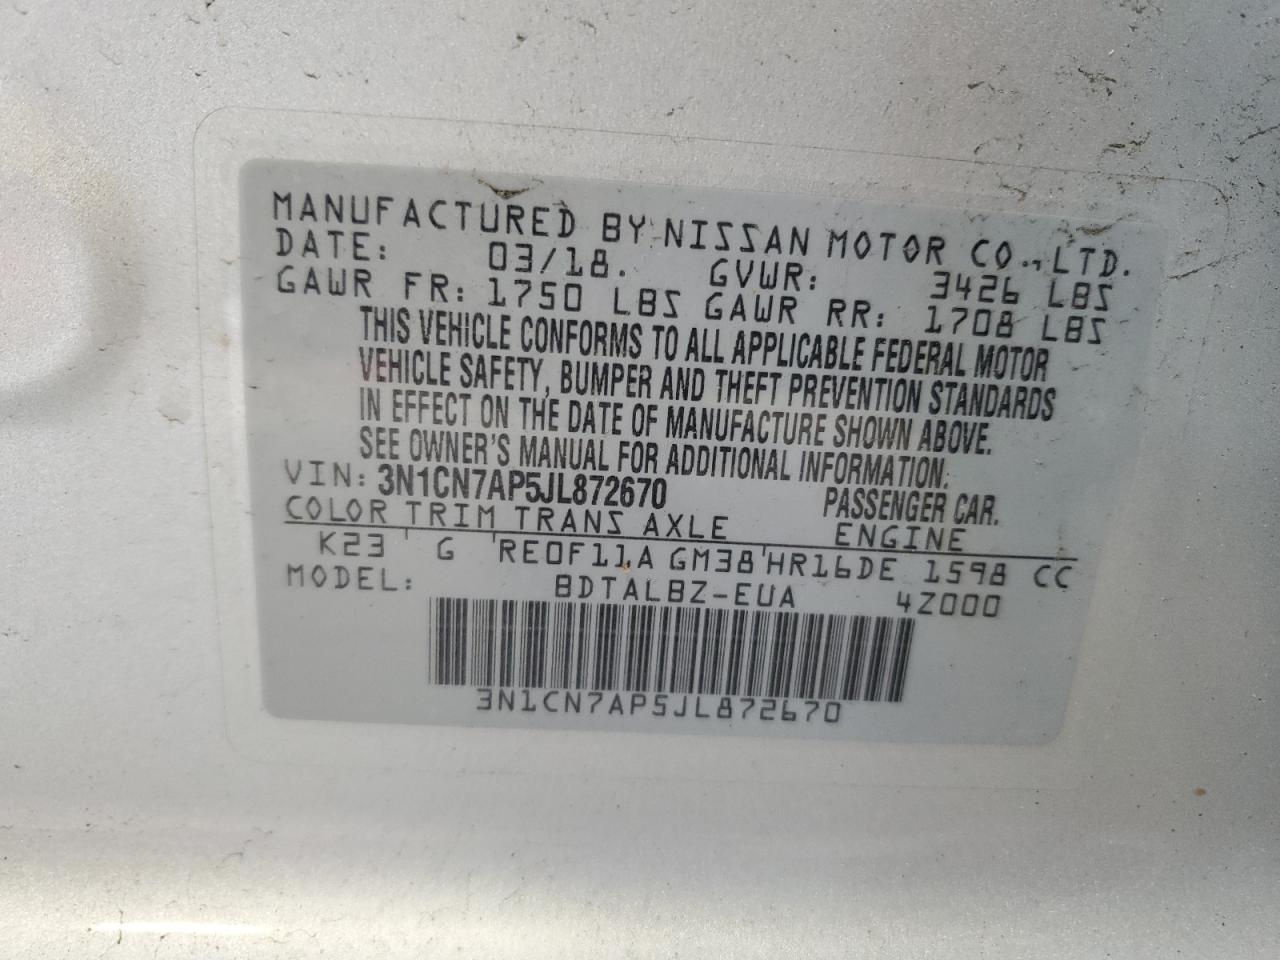 MANUFACTURED BY NISSAN MOTOR CO., LTD.
DATE: 03/18. GVWR: 3426 LBS
GAWR FR: 1750 LBS GAWR RR: 1708 LBS
THIS VEHICLE CONFORMS TO ALL APPLICABLE FEDERAL MOTOR
VEHICLE SAFETY, BUMPER AND THEFT PREVENTION STANDARDS
IN EFFECT ON THE DATE OF MANUFACTURE SHOWN ABOVE.
SEE OWNER'S MANUAL FOR ADDITIONAL INFORMATION.
VIN: 3N1CN7AP5JL872670 PASSENGER CAR.
COLOR TRIM TRANS AXLE ENGINE
K23 G RE0F11A GM38 HR16DE 1598 CC
MODEL: BDTALBZ-EUA 4Z000
3N1CN7AP5JL872670